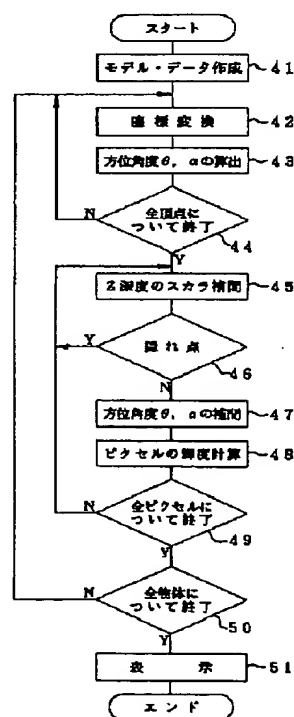 スタート
モデル・データ作成 41
座標変換 42
方位角度θ，αの算出 43
N 全頂点に
ついて終了 44
Y
Z深度のスカラ補間 45
Y 隠れ点 46
N
方位角度θ，αの補間 47
ピクセルの輝度計算 48
N 全ピクセルに
ついて終了 49
Y
N 全物体に
ついて終了 50
Y
表示 51
エンド